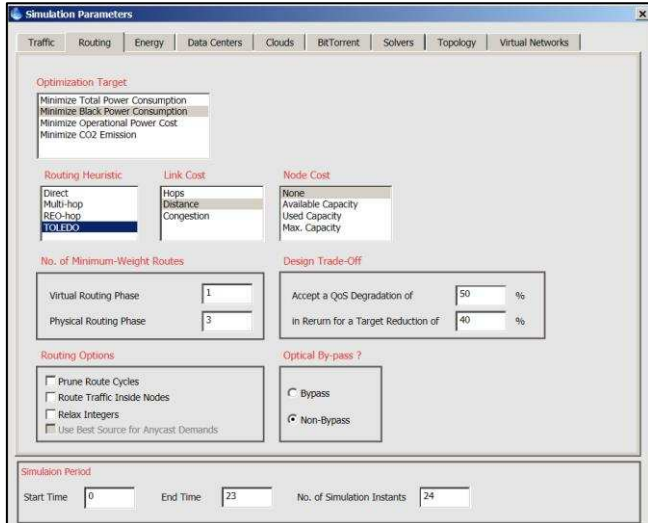 Simulation Parameters
Traffic Routing Energy Data Centers Clouds BitTorrent Solvers Topology Virtual Networks
Optimization Target
Minimize Total Power Consumption
Minimize Black Power Consumption
Minimize Operational Power Cost
Minimize CO2 Emission
Routing Heuristic Link Cost Node Cost
Direct Hops None
Multi-hop Distance Available Capacity
REO-hop Congestion Used Capacity
TOLEDO Max. Capacity
No. of Minimum-Weight Routes Design Trade-Off
Virtual Routing Phase 1 Accept a QoS Degradation of 50 %
Physical Routing Phase 3 in Rerurn for a Target Reduction of 40 %
Routing Options Optical By-pass ?
Prune Route Cycles Bypass
Route Traffic Inside Nodes
Relax Integers Non-Bypass
Use Best Source for Anycast Demands
Simulaion Period
Start Time 0 End Time 23 No. of Simulation Instants 24